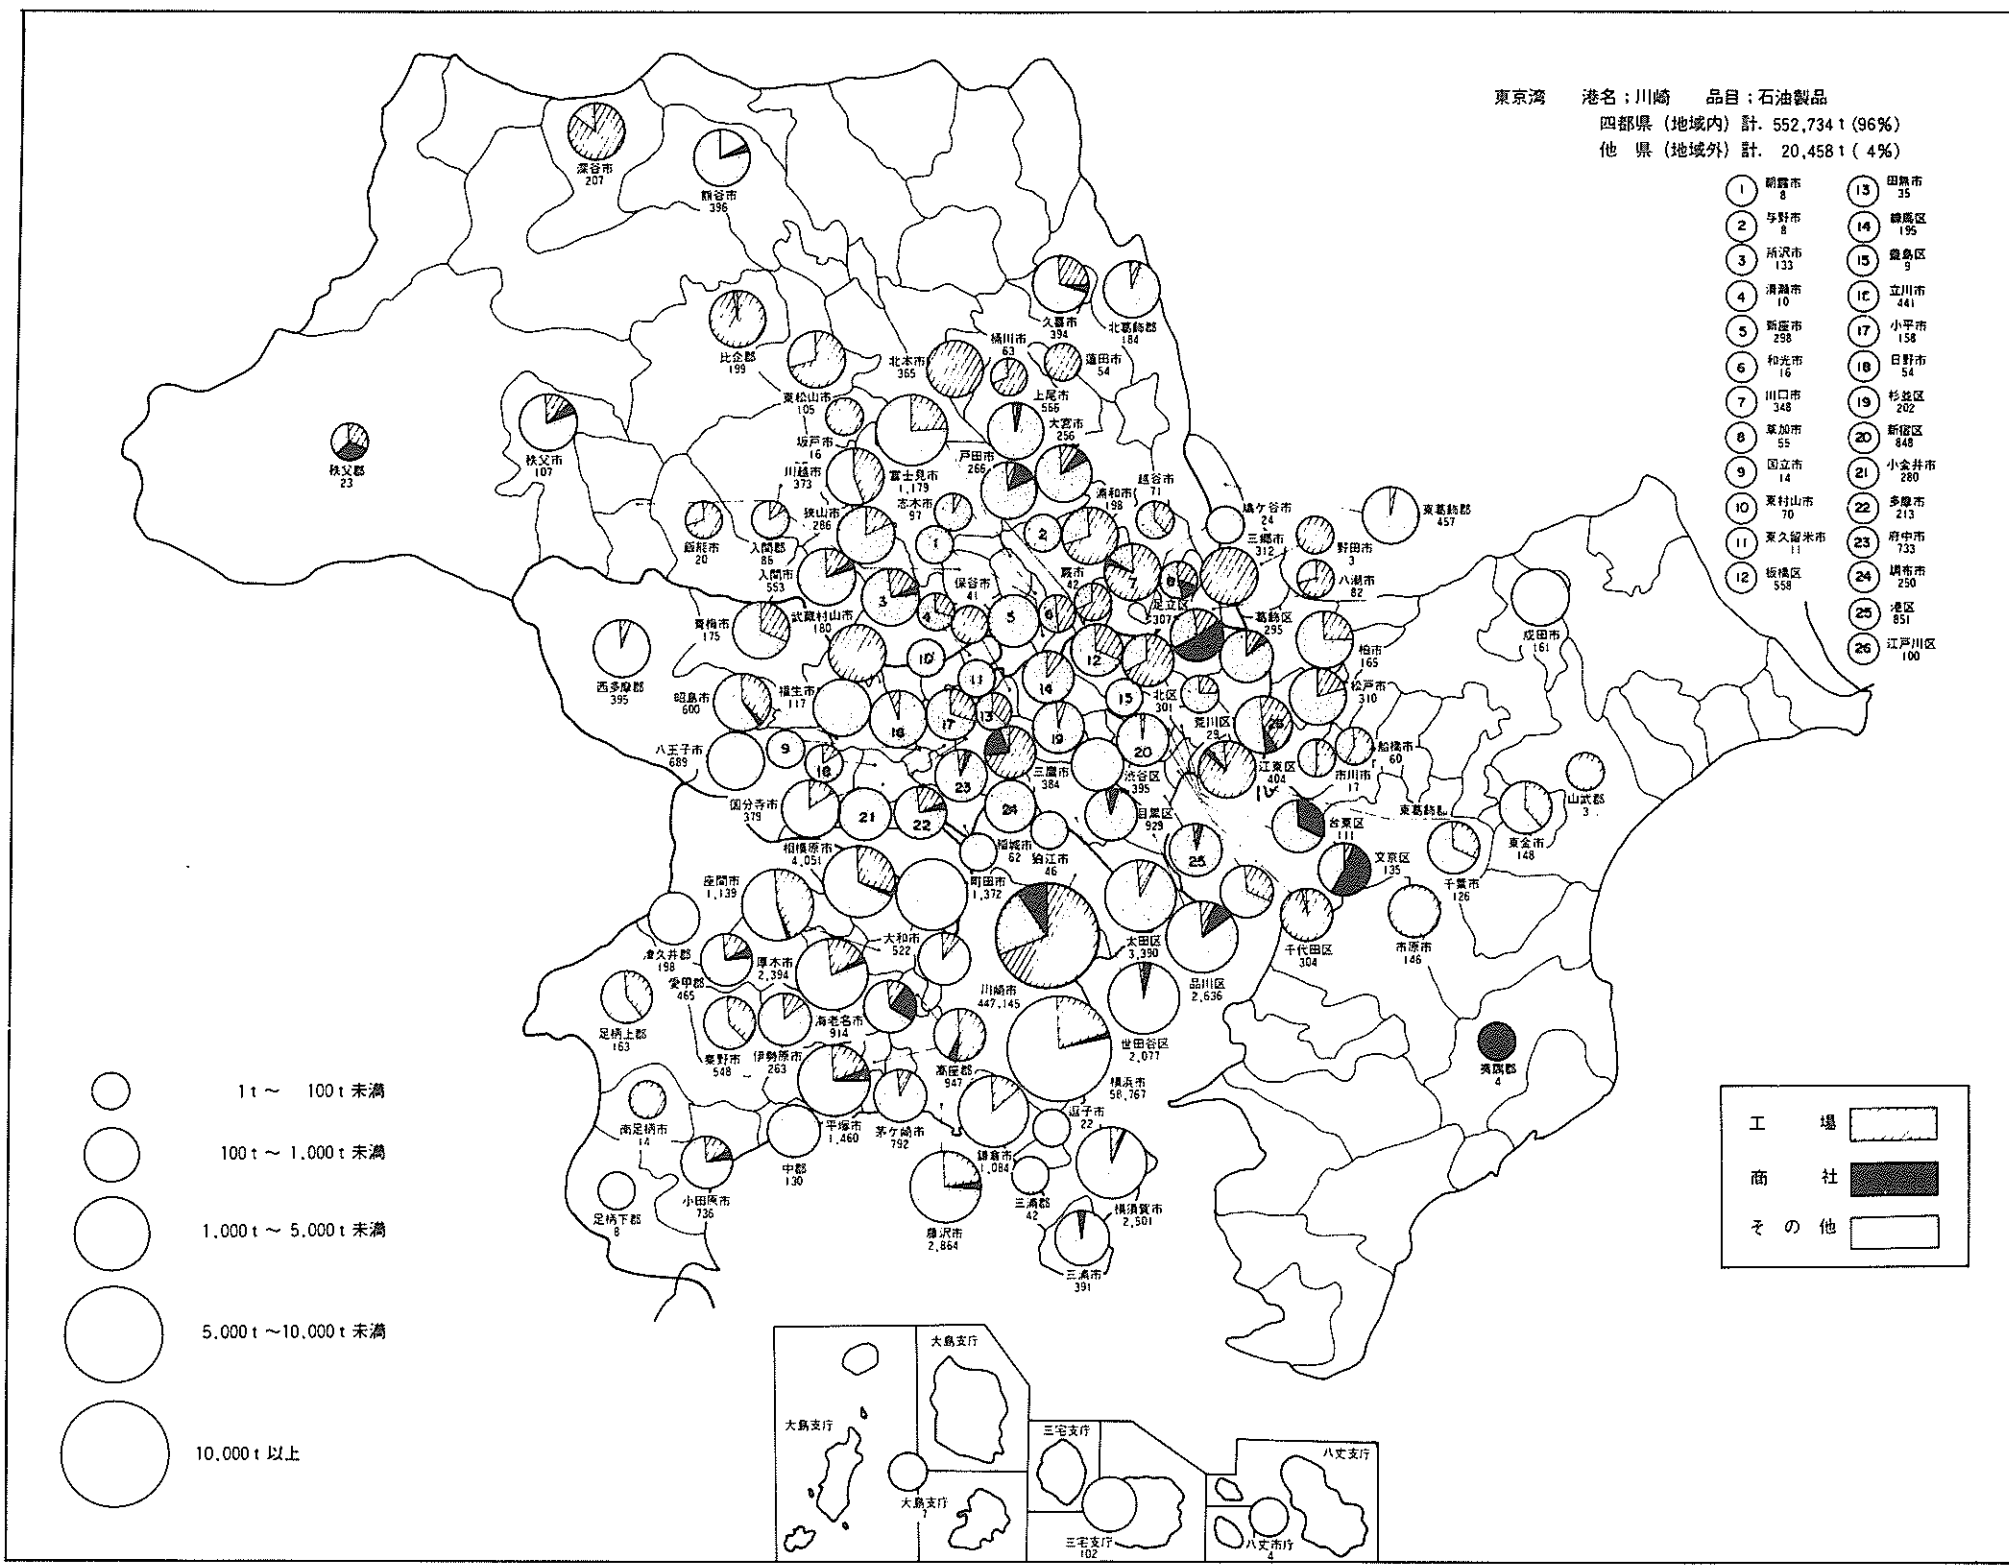 東京湾 港名；川崎 品目；石油製品
四都県（地域内）計. 552,734 t (96%)
他 県（地域外）計. 20,458 t ( 4%)
1 朝霞市
8
2 与野市
8
3 所沢市
133
4 清瀬市
10
5 新座市
298
6 和光市
16
7 川口市
348
8 草加市
55
9 国立市
14
10 東村山市
70
11 東久留米市
11
12 板橋区
558
13 田無市
35
14 練馬区
195
15 豊島区
9
立川市
441
17 小平市
158
18 日野市
54
19 杉並区
202
20 新宿区
848
21 小金井市
280
22 多摩市
213
23 府中市
733
24 調布市
250
25 港区
851
26 江戸川区
100
深谷市
207
熊谷市
396
久喜市
394
北葛飾郡
184
比企郡
199
東松山市
105
北本市
365
桶川市
63
蓮田市
54
上尾市
566
秩父郡
23
秩父市
107
坂戸市
16
富士見市
1,179
戸田市
266
大宮市
256
川越市
373
志木市
97
浦和市
198
越谷市
71
鳩ケ谷市
24
東葛飾郡
457
狭山市
286
飯能市
20
入間郡
86
入間市
553
三郷市
312
野田市
3
八潮市
82
保谷市
41
蕨市
42
足立区
307
葛飾区
295
成田市
161
青梅市
175
武蔵村山市
180
柏市
165
西多摩郡
395
昭島市
600
福生市
117
北区
301
松戸市
310
荒川区
29
八王子市
689
三鷹市
384
渋谷区
395
江東区
404
市川市
17
船橋市
60
国分寺市
379
目黒区
929
台東区
111
東葛飾郡
山武郡
3
東金市
148
相模原市
4,051
稲城市
62
狛江市
46
文京区
135
千葉市
126
座間市
1,139
町田市
1,372
太田区
3,390
千代田区
304
市原市
146
津久井郡
198
大和市
522
厚木市
2,394
愛甲郡
465
川崎市
447,145
品川区
2,636
足柄上郡
163
秦野市
548
伊勢原市
263
海老名市
914
世田谷区
2,077
高座郡
947
横浜市
58,767
夷隅郡
4
南足柄市
14
平塚市
1,460
茅ケ崎市
792
逗子市
22
中郡
130
鎌倉市
1,084
小田原市
736
足柄下郡
8
三浦郡
42
横須賀市
2,501
藤沢市
2,864
三浦市
391
1 t ～ 100 t 未満
100 t ～ 1.000 t 未満
1.000 t ～ 5.000 t 未満
5.000 t ～10.000 t 未満
10.000 t 以上
工 場
商 社
そ の 他
大島支庁
大島支庁
大島支庁
7
三宅支庁
三宅支庁
102
八丈支庁
八丈市庁
4